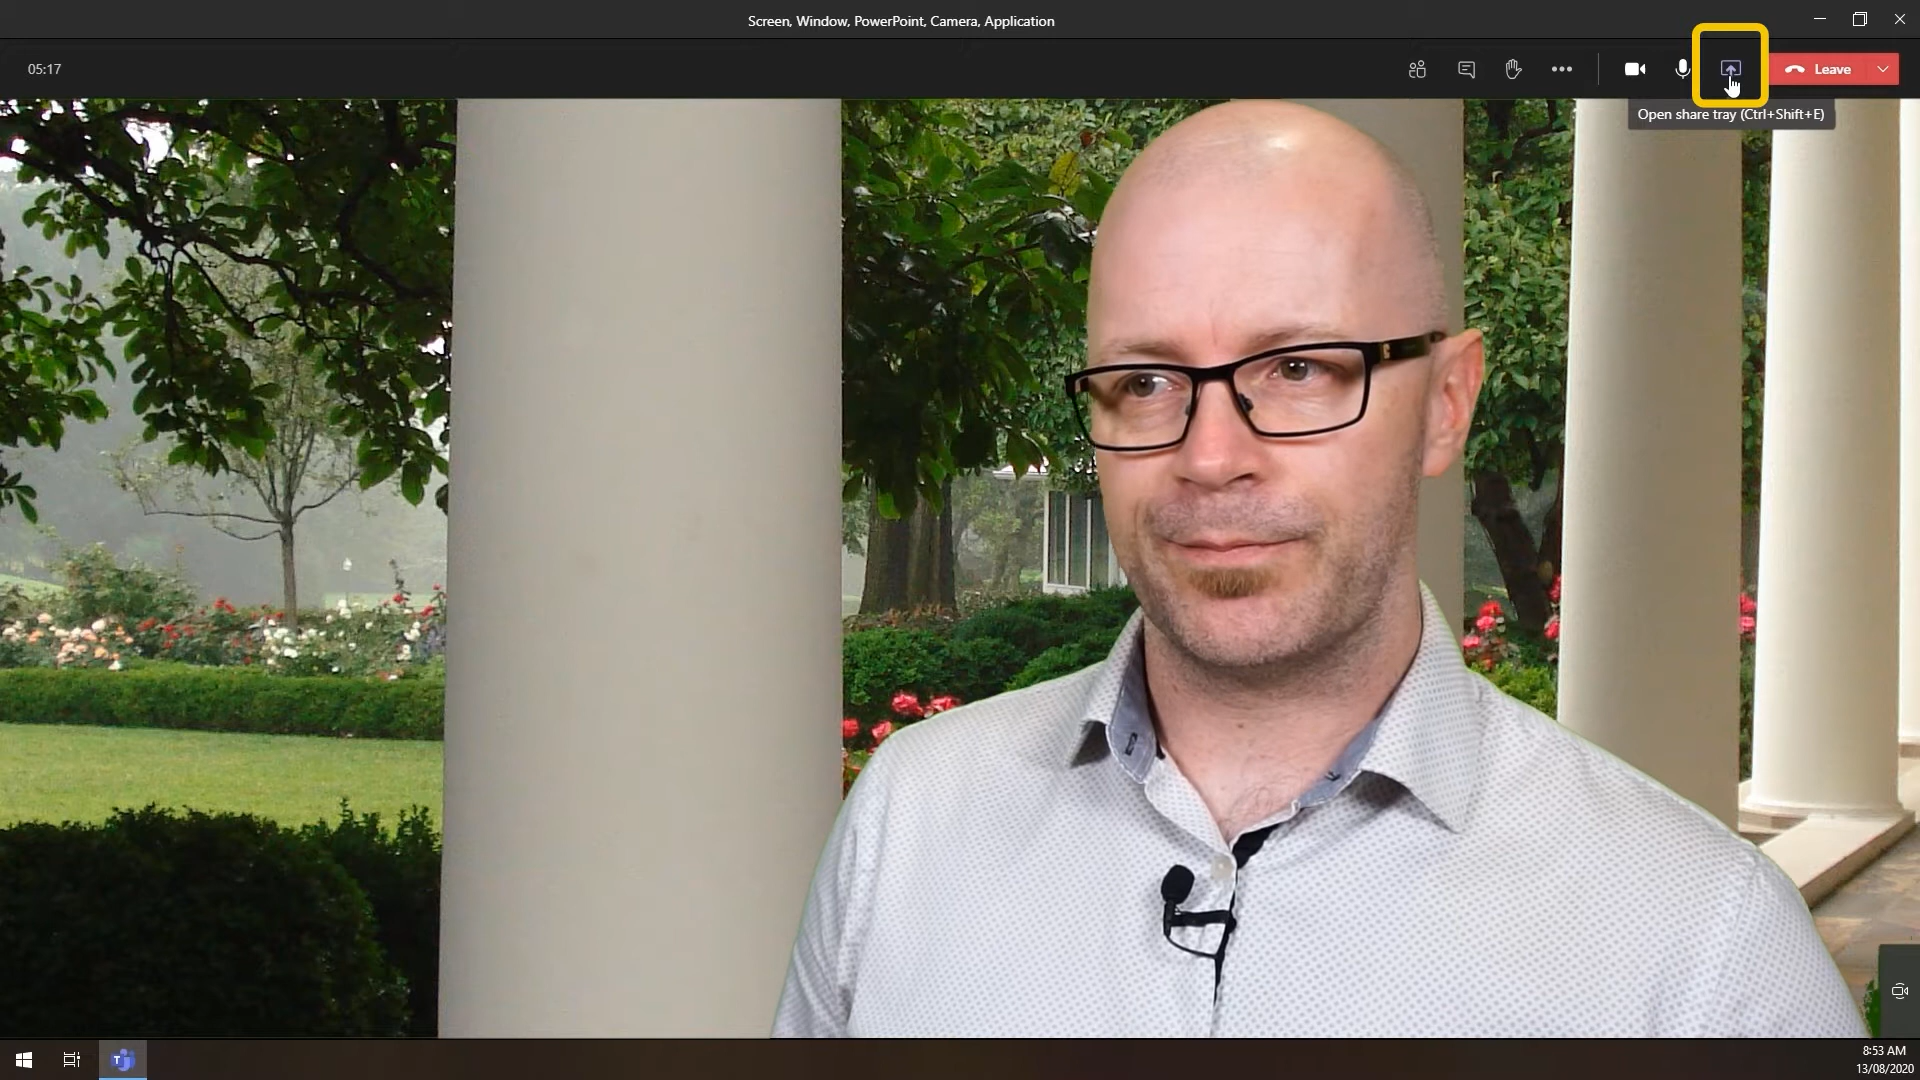 Screen, Window, PowerPoint, Camera, Application
05:17
Leave
Open share tray (Ctrl+Shift+E)
T
8:53 AM
13/08/2020